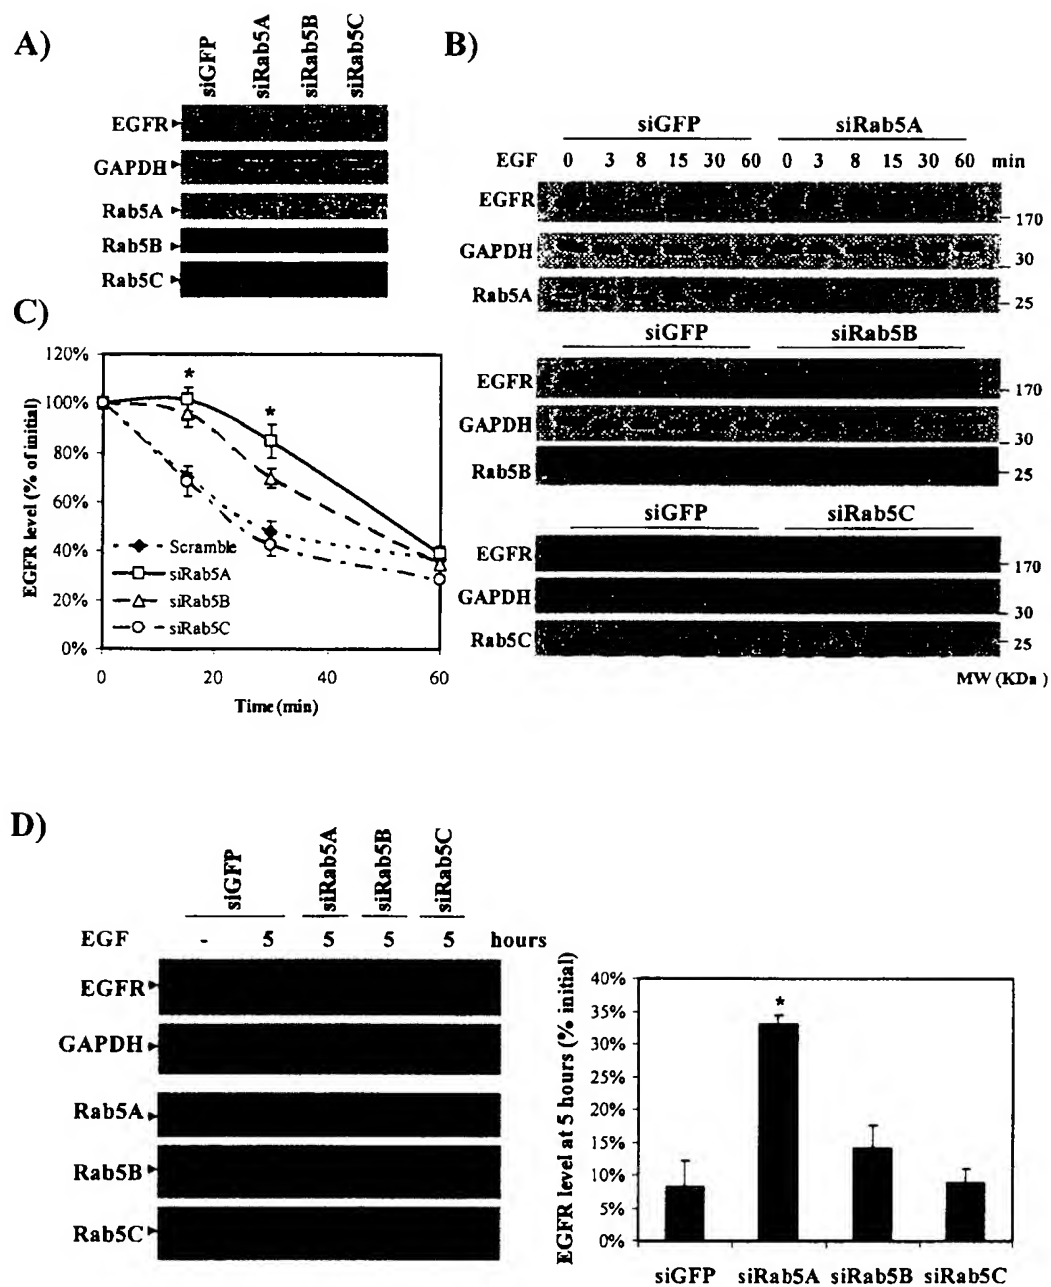 A)
siGFP
siRab5A
siRab5B
siRab5C
EGFR
GAPDH
Rab5A
Rab5B
Rab5C
B)
siGFP siRab5A
EGF 0 3 8 15 30 60 0 3 8 15 30 60 min
EGFR
170
GAPDH
30
Rab5A
25
siGFP siRab5B
EGFR
170
GAPDH
30
Rab5B
25
siGFP siRab5C
EGFR
170
GAPDH
30
Rab5C
25
MW (KDa)
C)
EGFR level (% of initial)
120%
100%
80%
60%
40%
20%
0%
*
*
Scramble
siRab5A
siRab5B
siRab5C
0 20 40 60
Time (min)
D)
siGFP
siRab5A
siRab5B
siRab5C
EGF - 5 5 5 5 hours
EGFR
GAPDH
Rab5A
Rab5B
Rab5C
EGFR level at 5 hours (% initial)
40%
35%
30%
25%
20%
15%
10%
5%
0%
*
siGFP siRab5A siRab5B siRab5C